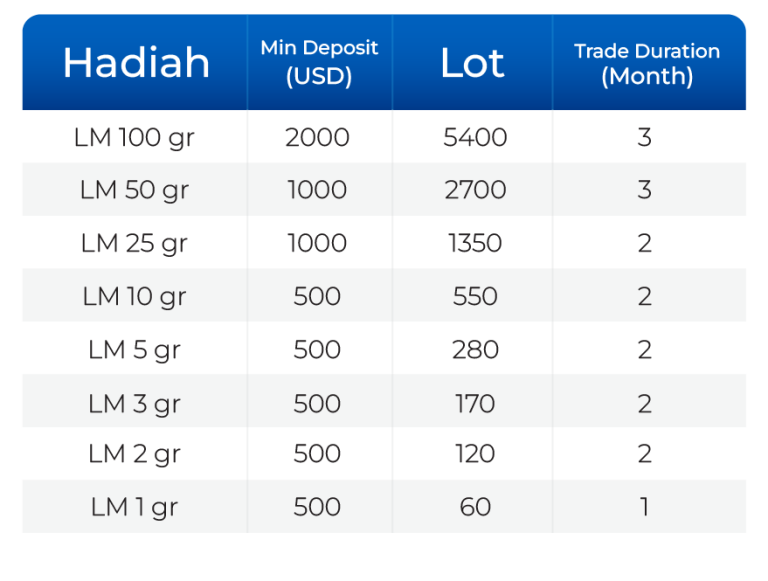 Hadiah Min Deposit (USD) Lot Trade Duration (Month)
LM 100 gr 2000 5400 3
LM 50 gr 1000 2700 3
LM 25 gr 1000 1350 2
LM 10 gr 500 550 2
LM 5 gr 500 280 2
LM 3 gr 500 170 2
LM 2 gr 500 120 2
LM 1 gr 500 60 1